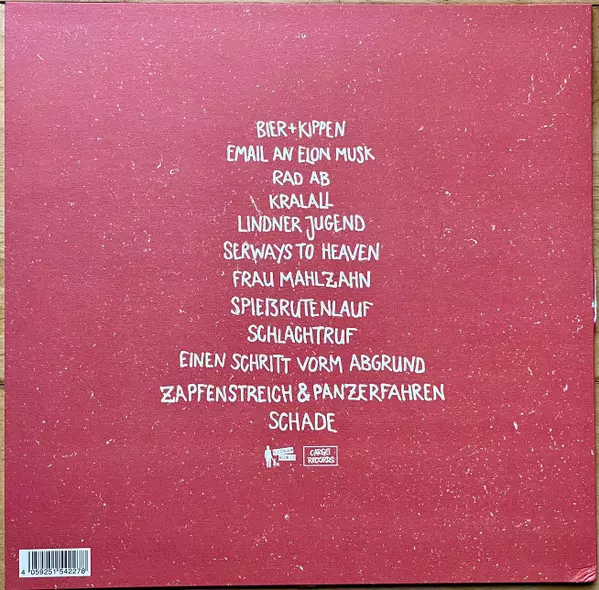 BIER+KIPPEN
EMAIL AN ELON MUSK
RAD AB
KRALALL
LINDNER JUGEND
SERWAYS TO HEAVEN
FRAU MAHLZAHN
SPIEßRUTENLAUF
SCHLACHTRUF
EINEN SCHRITT VORM ABGRUND
ZAPFENSTREICH & PANZERFAHREN
SCHADE
CARGO
RECORDS
4 059251 542278